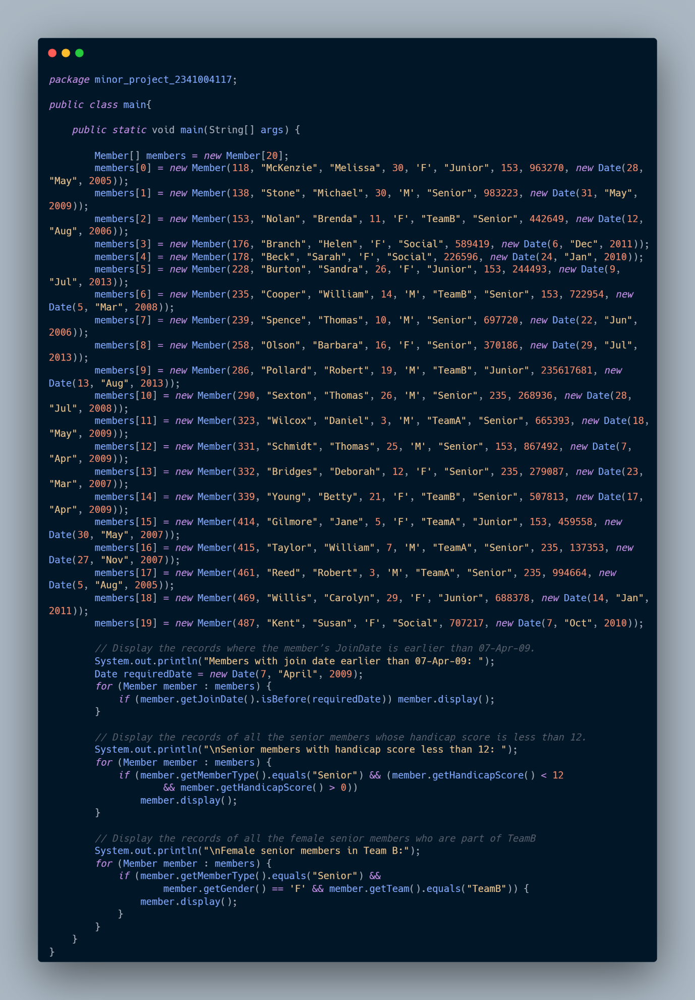 package minor_project_2341004117;

public class main{

    public static void main(String[] args) {

        Member[] members = new Member[20];
        members[0] = new Member(118, "McKenzie", "Melissa", 30, 'F', "Junior", 153, 963270, new Date(28,
"May", 2005));
        members[1] = new Member(138, "Stone", "Michael", 30, 'M', "Senior", 983223, new Date(31, "May",
2009));
        members[2] = new Member(153, "Nolan", "Brenda", 11, 'F', "TeamB", "Senior", 442649, new Date(12,
"Aug", 2006));
        members[3] = new Member(176, "Branch", "Helen", 'F', "Social", 589419, new Date(6, "Dec", 2011));
        members[4] = new Member(178, "Beck", "Sarah", 'F', "Social", 226596, new Date(24, "Jan", 2010));
        members[5] = new Member(228, "Burton", "Sandra", 26, 'F', "Junior", 153, 244493, new Date(9,
"Jul", 2013));
        members[6] = new Member(235, "Cooper", "William", 14, 'M', "TeamB", "Senior", 153, 722954, new
Date(5, "Mar", 2008));
        members[7] = new Member(239, "Spence", "Thomas", 10, 'M', "Senior", 697720, new Date(22, "Jun",
2006));
        members[8] = new Member(258, "Olson", "Barbara", 16, 'F', "Senior", 370186, new Date(29, "Jul",
2013));
        members[9] = new Member(286, "Pollard", "Robert", 19, 'M', "TeamB", "Junior", 235617681, new
Date(13, "Aug", 2013));
        members[10] = new Member(290, "Sexton", "Thomas", 26, 'M', "Senior", 235, 268936, new Date(28,
"Jul", 2008));
        members[11] = new Member(323, "Wilcox", "Daniel", 3, 'M', "TeamA", "Senior", 665393, new Date(18,
"May", 2009));
        members[12] = new Member(331, "Schmidt", "Thomas", 25, 'M', "Senior", 153, 867492, new Date(7,
"Apr", 2009));
        members[13] = new Member(332, "Bridges", "Deborah", 12, 'F', "Senior", 235, 279087, new Date(23,
"Mar", 2007));
        members[14] = new Member(339, "Young", "Betty", 21, 'F', "TeamB", "Senior", 507813, new Date(17,
"Apr", 2009));
        members[15] = new Member(414, "Gilmore", "Jane", 5, 'F', "TeamA", "Junior", 153, 459558, new
Date(30, "May", 2007));
        members[16] = new Member(415, "Taylor", "William", 7, 'M', "TeamA", "Senior", 235, 137353, new
Date(27, "Nov", 2007));
        members[17] = new Member(461, "Reed", "Robert", 3, 'M', "TeamA", "Senior", 235, 994664, new
Date(5, "Aug", 2005));
        members[18] = new Member(469, "Willis", "Carolyn", 29, 'F', "Junior", 688378, new Date(14, "Jan",
2011));
        members[19] = new Member(487, "Kent", "Susan", 'F', "Social", 707217, new Date(7, "Oct", 2010));

        // Display the records where the member’s JoinDate is earlier than 07-Apr-09.
        System.out.println("Members with join date earlier than 07-Apr-09: ");
        Date requiredDate = new Date(7, "April", 2009);
        for (Member member : members) {
            if (member.getJoinDate().isBefore(requiredDate)) member.display();
        }

        // Display the records of all the senior members whose handicap score is less than 12.
        System.out.println("\nSenior members with handicap score less than 12: ");
        for (Member member : members) {
            if (member.getMemberType().equals("Senior") && (member.getHandicapScore() < 12
                    && member.getHandicapScore() > 0))
                member.display();
        }

        // Display the records of all the female senior members who are part of TeamB
        System.out.println("\nFemale senior members in Team B:");
        for (Member member : members) {
            if (member.getMemberType().equals("Senior") &&
                    member.getGender() == 'F' && member.getTeam().equals("TeamB")) {
                member.display();
            }
        }
    }
}